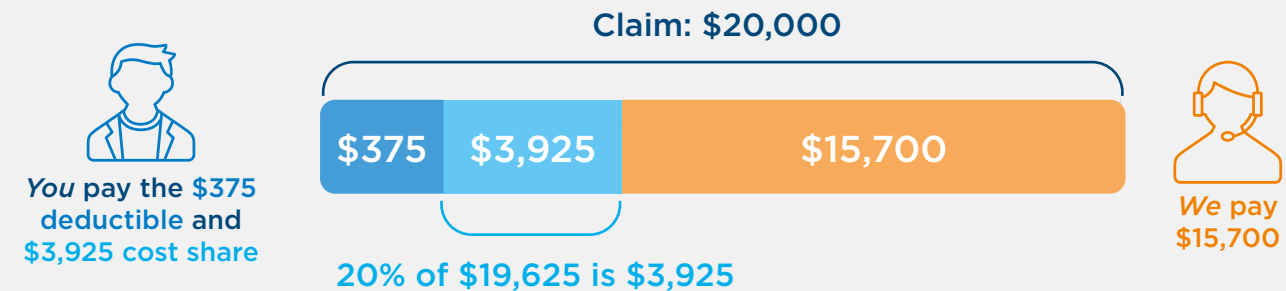 Claim: $20,000
$375
$3,925
$15,700
You pay the $375
deductible and
$3,925 cost share
We pay
$15,700
20% of $19,625 is $3,925